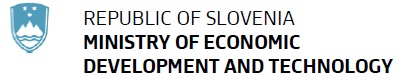 REPUBLIC OF SLOVENIA
MINISTRY OF ECONOMIC
DEVELOPMENT AND TECHNOLOGY